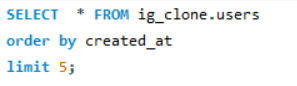 SELECT  * FROM ig_clone.users
order by created_at
limit 5;